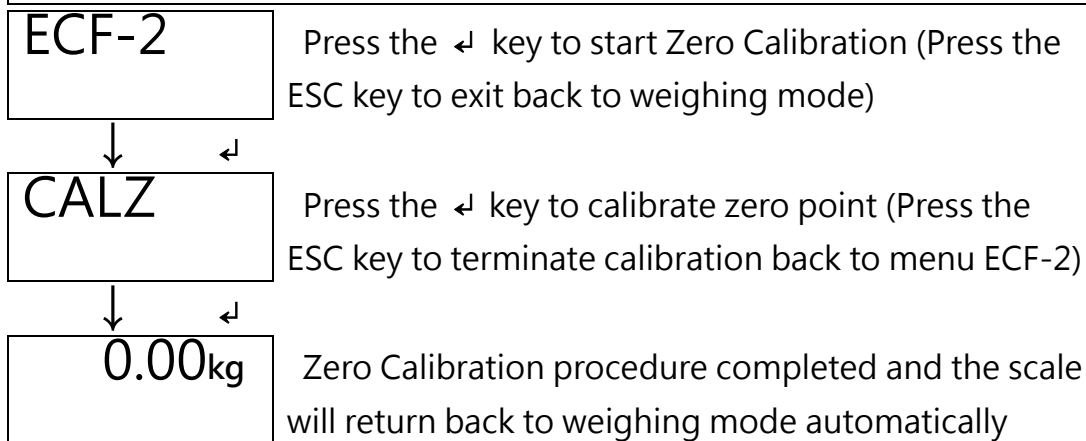 ECF-2
Press the ↵ key to start Zero Calibration (Press the
ESC key to exit back to weighing mode)
↓ ↵
CALZ
Press the ↵ key to calibrate zero point (Press the
ESC key to terminate calibration back to menu ECF-2)
↓ ↵
0.00kg
Zero Calibration procedure completed and the scale
will return back to weighing mode automatically